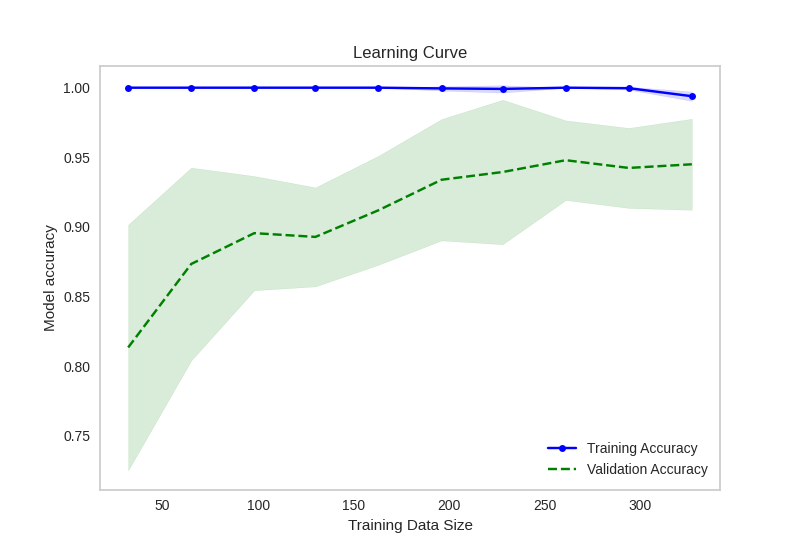 Learning Curve
1.00
0.95
0.90
0.85
0.80
0.75
Model accuracy
Training Accuracy
Validation Accuracy
50 100 150 200 250 300
Training Data Size